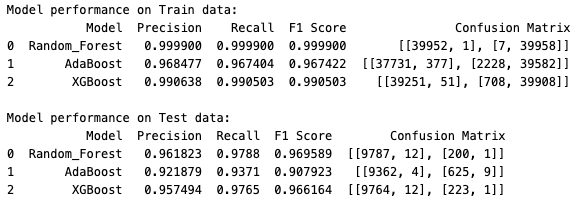 Model performance on Train data:
Model Precision Recall F1 Score Confusion Matrix
0 Random_Forest 0.999900 0.999900 0.999900 [[39952, 1], [7, 39958]]
1 AdaBoost 0.968477 0.967404 0.967422 [[37731, 377], [2228, 39582]]
2 XGBoost 0.990638 0.990503 0.990503 [[39251, 51], [708, 39908]]
Model performance on Test data:
Model Precision Recall F1 Score Confusion Matrix
0 Random_Forest 0.961823 0.9788 0.969589 [[9787, 12], [200, 1]]
1 AdaBoost 0.921879 0.9371 0.907923 [[9362, 4], [625, 9]]
2 XGBoost 0.957494 0.9765 0.966164 [[9764, 12], [223, 1]]